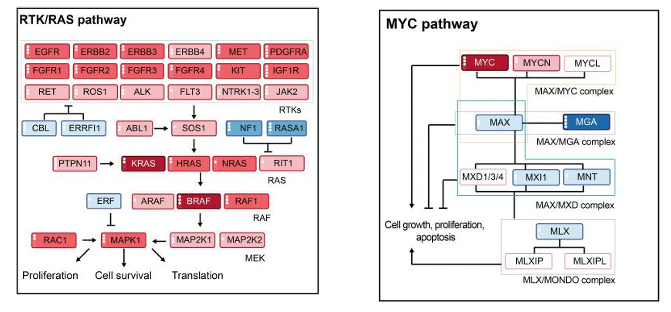 RTK/RAS pathway
EGFR ERBB2 ERBB3 ERBB4 MET PDGFRA
FGFR1 FGFR2 FGFR3 FGFR4 KIT IGF1R
RET ROS1 ALK FLT3 NTRK1-3 JAK2
RTKs
CBL ERRFI1 ABL1 SOS1 NF1 RASA1
PTPN11 KRAS HRAS NRAS RIT1
RAS
ERF ARAF BRAF RAF1
RAF
RAC1 MAPK1 MAP2K1 MAP2K2
MEK
Proliferation Cell survival Translation
MYC pathway
MYC MYCN MYCL
MAX/MYC complex
MAX MGA
MAX/MGA complex
MXD1/3/4 MXI1 MNT
MAX/MXD complex
Cell growth, proliferation,
apoptosis
MLX
MLXIP MLXIPL
MLX/MONDO complex